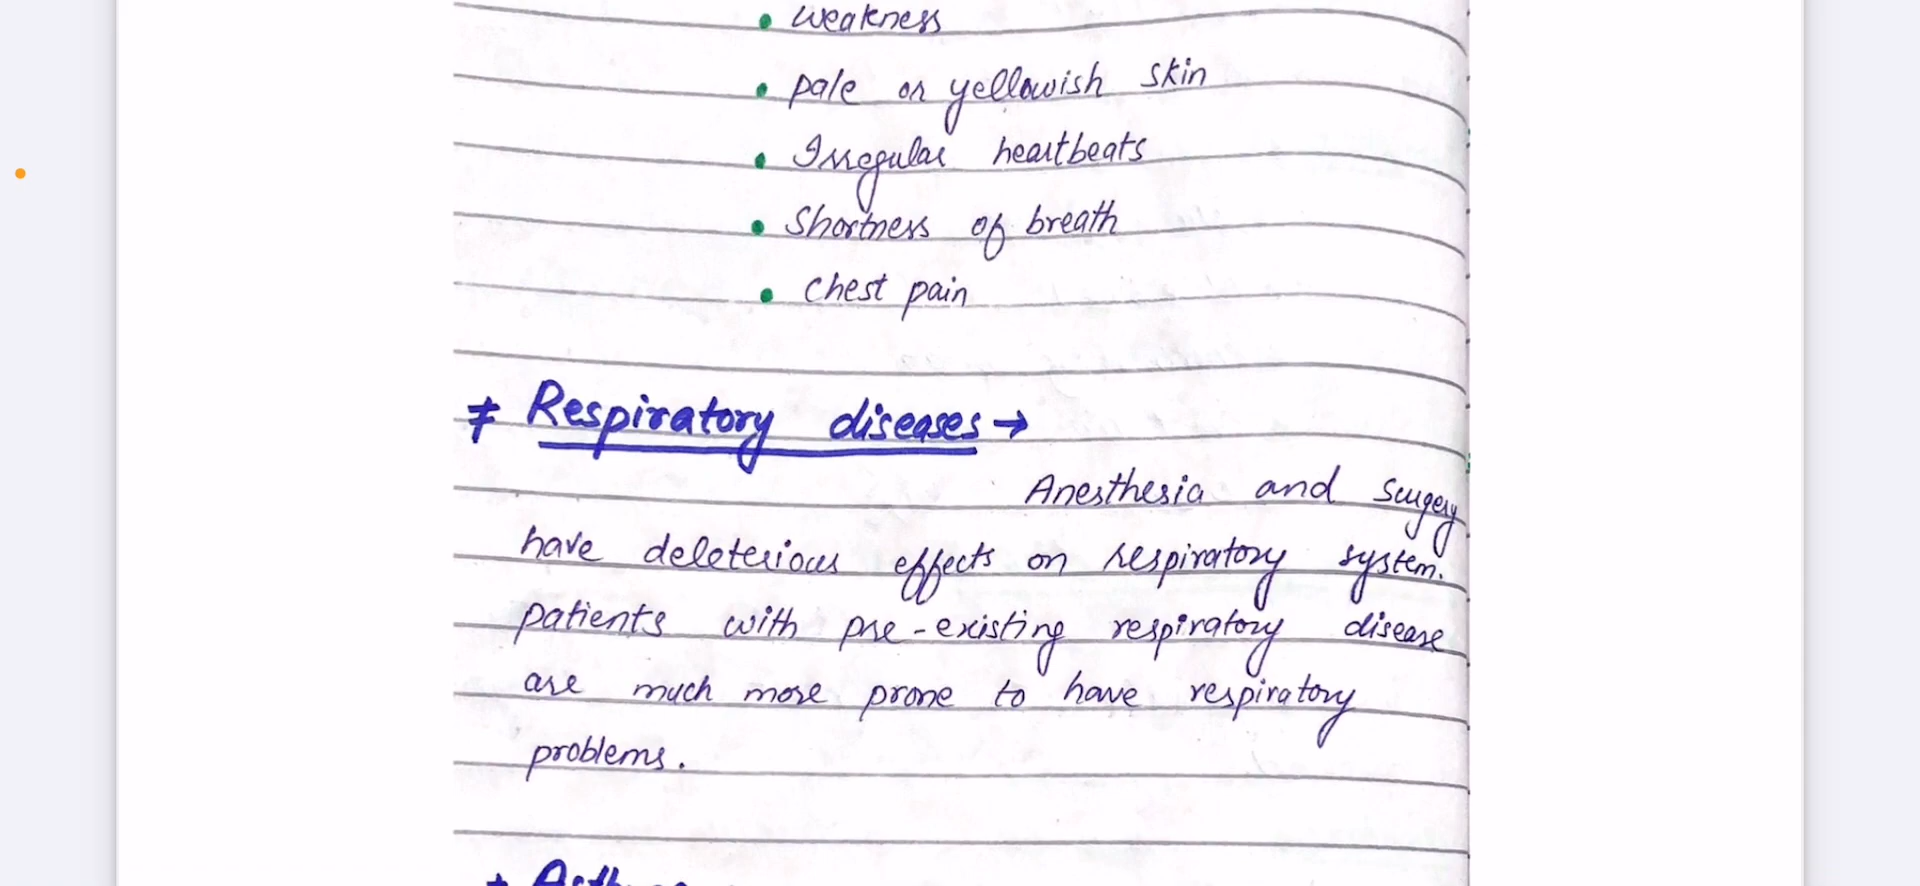 • weakness
• pale or yellowish skin
• Irregular heartbeats
• Shortness of breath
• chest pain
* Respiratory diseases →
Anesthesia and surgery
have deleterious effects on respiratory system.
patients with pre-existing respiratory disease
are much more prone to have respiratory
problems.